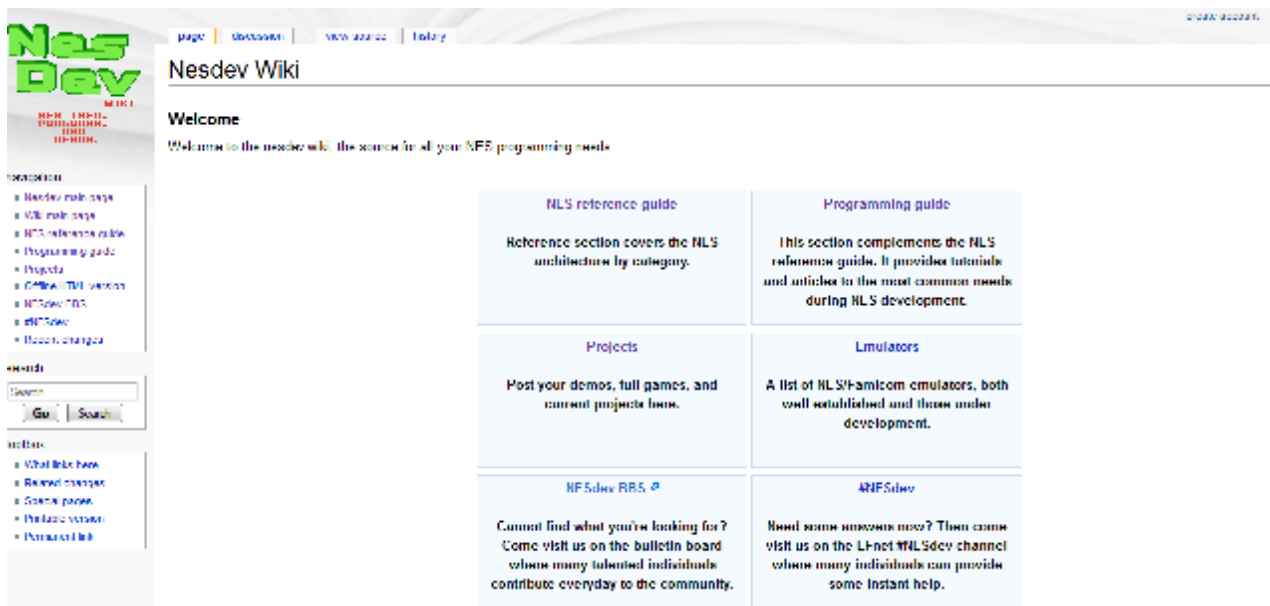 create account
Nes
Dev
WIKI
page discussion view source history
Nesdev Wiki
Welcome
Welcome to the nesdev wiki, the source for all your NES programming needs
navigation
Nesdev main page
Wiki main page
NES reference guide
Programming guide
Projects
Offline HTML version
NESdev BBS
#NESdev
Recent changes
search
Search
Go Search
toolbox
What links here
Related changes
Special pages
Printable version
Permanent link
NES reference guide
Reference section covers the NES
architecture by category.
Programming guide
This section complements the NES
reference guide. It provides tutorials
and articles to the most common needs
during NES development.
Projects
Post your demos, full games, and
current projects here.
Emulators
A list of NES/Famicom emulators, both
well established and those under
development.
NESdev BBS
Cannot find what you're looking for?
Come visit us on the bulletin board
where many talented individuals
contribute everyday to the community.
#NESdev
Need some answers now? Then come
visit us on the EFnet #NESdev channel
where many individuals can provide
some instant help.